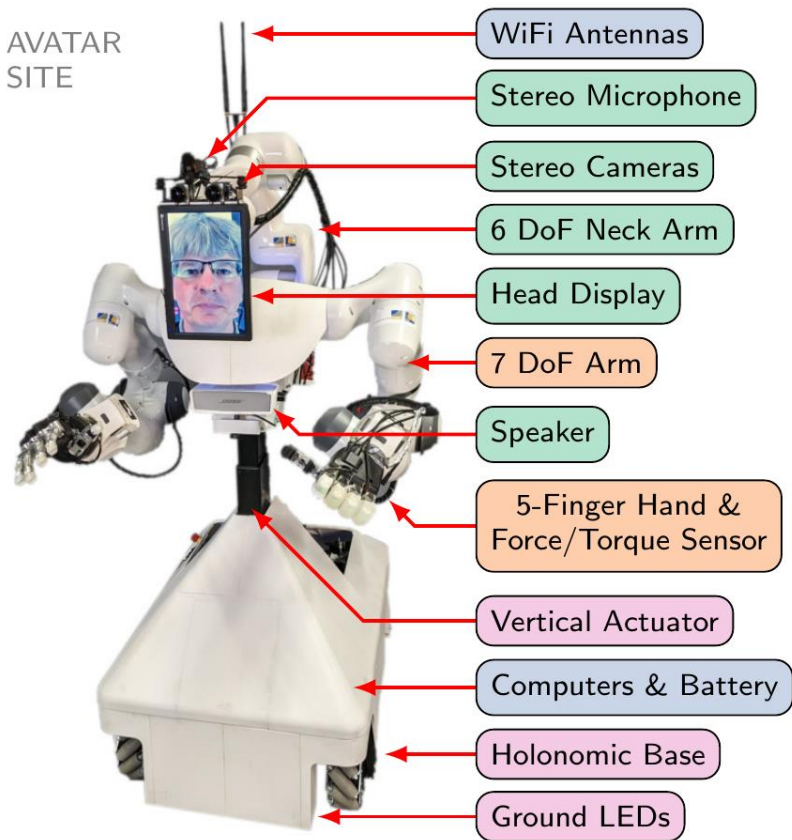 AVATAR
SITE
WiFi Antennas
Stereo Microphone
Stereo Cameras
6 DoF Neck Arm
Head Display
7 DoF Arm
Speaker
5-Finger Hand &
Force/Torque Sensor
Vertical Actuator
Computers & Battery
Holonomic Base
Ground LEDs
BOSE